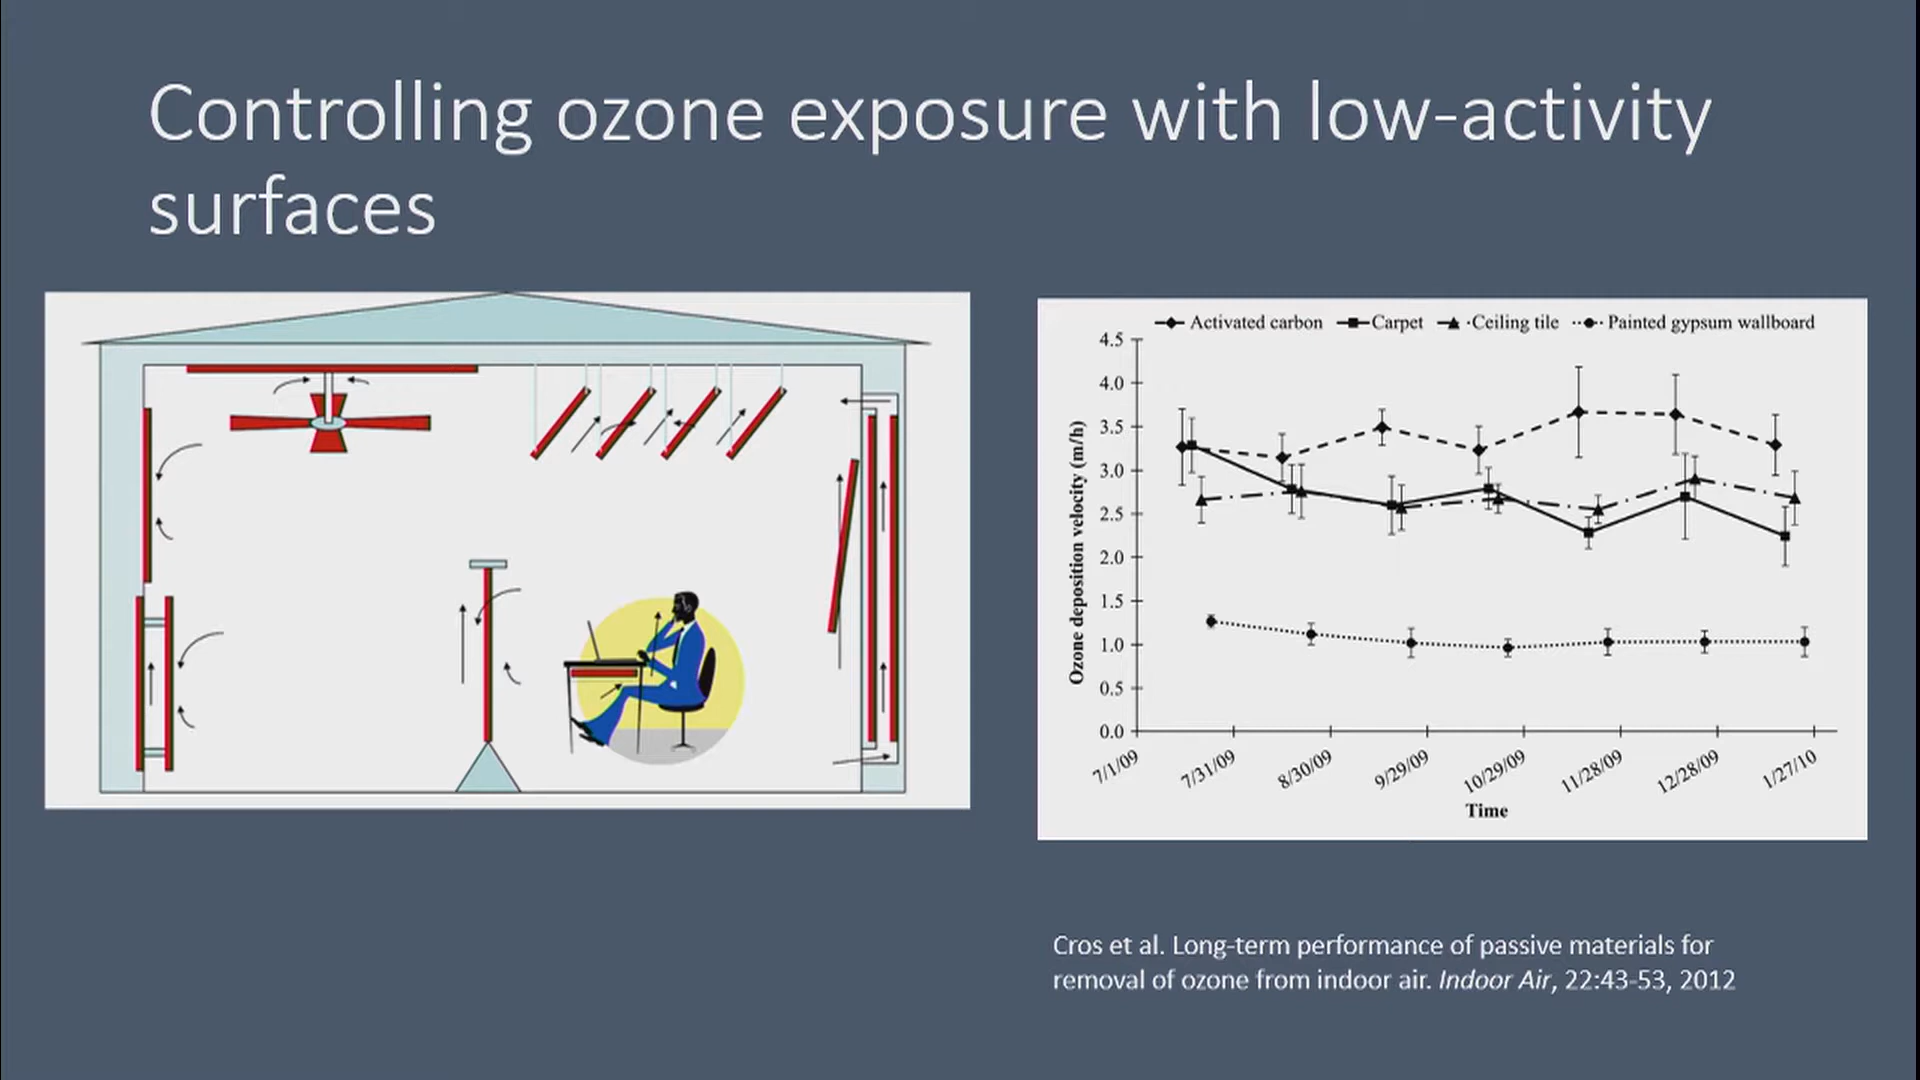 Controlling ozone exposure with low-activity
surfaces
Activated carbon Carpet Ceiling tile Painted gypsum wallboard
4.5
4.0
3.5
3.0
2.5
2.0
1.5
1.0
0.5
0.0
Ozone deposition velocity (m/h)
7/1/09 7/31/09 8/30/09 9/29/09 10/29/09 11/28/09 12/28/09 1/27/10
Time
Cros et al. Long-term performance of passive materials for
removal of ozone from indoor air. Indoor Air, 22:43-53, 2012